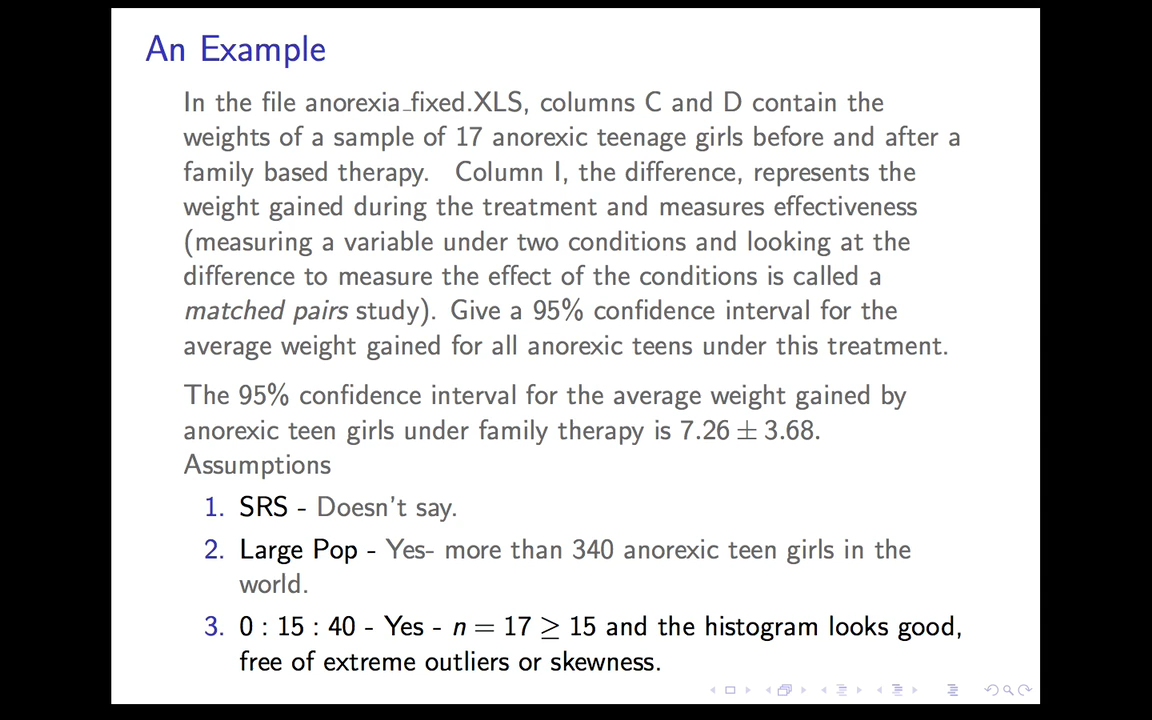 An Example
In the file anorexia_fixed.XLS, columns C and D contain the
weights of a sample of 17 anorexic teenage girls before and after a
family based therapy. Column I, the difference, represents the
weight gained during the treatment and measures effectiveness
(measuring a variable under two conditions and looking at the
difference to measure the effect of the conditions is called a
matched pairs study). Give a 95% confidence interval for the
average weight gained for all anorexic teens under this treatment.
The 95% confidence interval for the average weight gained by
anorexic teen girls under family therapy is 7.26 ± 3.68.
Assumptions
1. SRS - Doesn't say.
2. Large Pop - Yes- more than 340 anorexic teen girls in the
world.
3. 0 : 15 : 40 - Yes - n = 17 ≥ 15 and the histogram looks good,
free of extreme outliers or skewness.